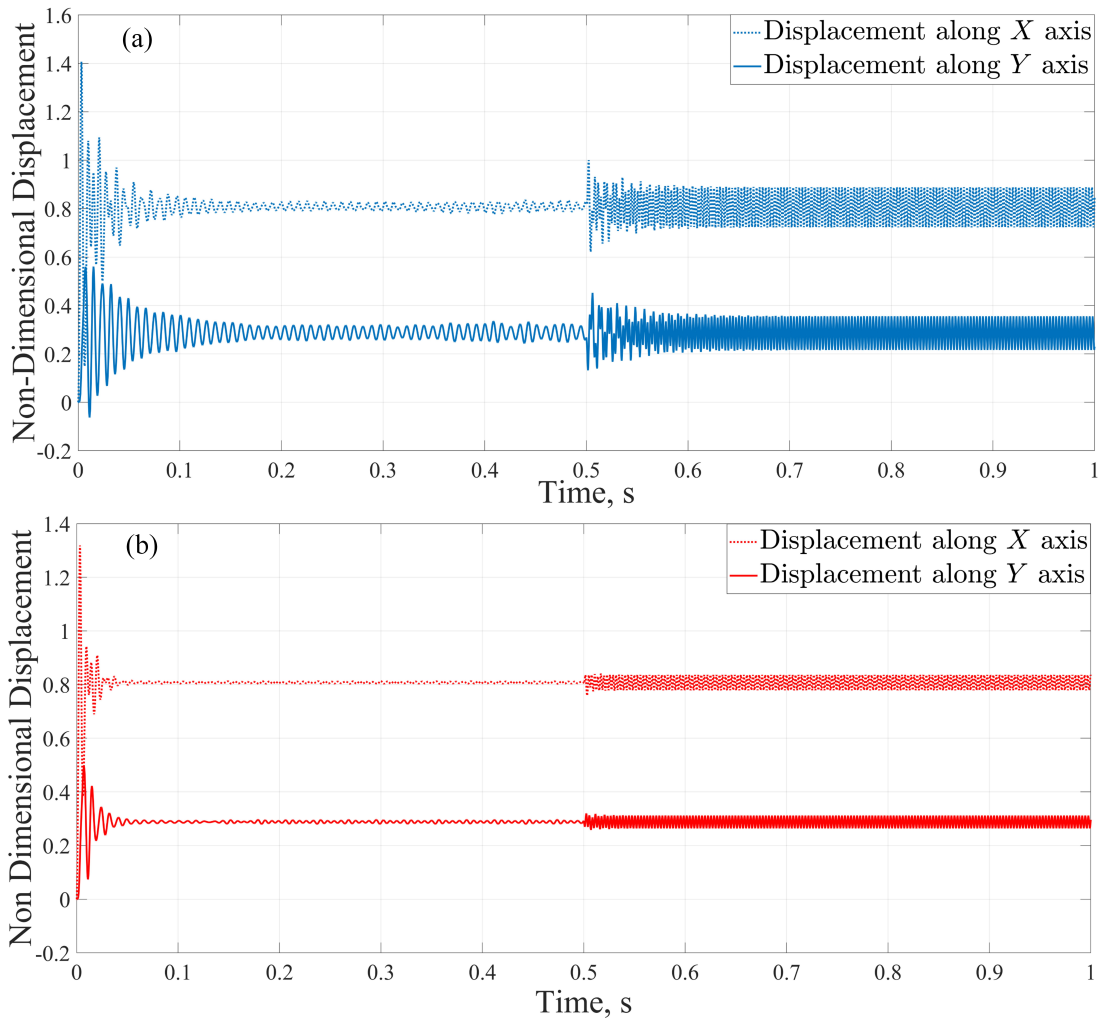 (a)
Displacement along X axis
Displacement along Y axis
Non-Dimensional Displacement
1.6
1.4
1.2
1
0.8
0.6
0.4
0.2
0
-0.2
0 0.1 0.2 0.3 0.4 0.5 0.6 0.7 0.8 0.9 1
Time, s
(b)
Displacement along X axis
Displacement along Y axis
Non Dimensional Displacement
1.4
1.2
1
0.8
0.6
0.4
0.2
0
-0.2
0 0.1 0.2 0.3 0.4 0.5 0.6 0.7 0.8 0.9 1
Time, s